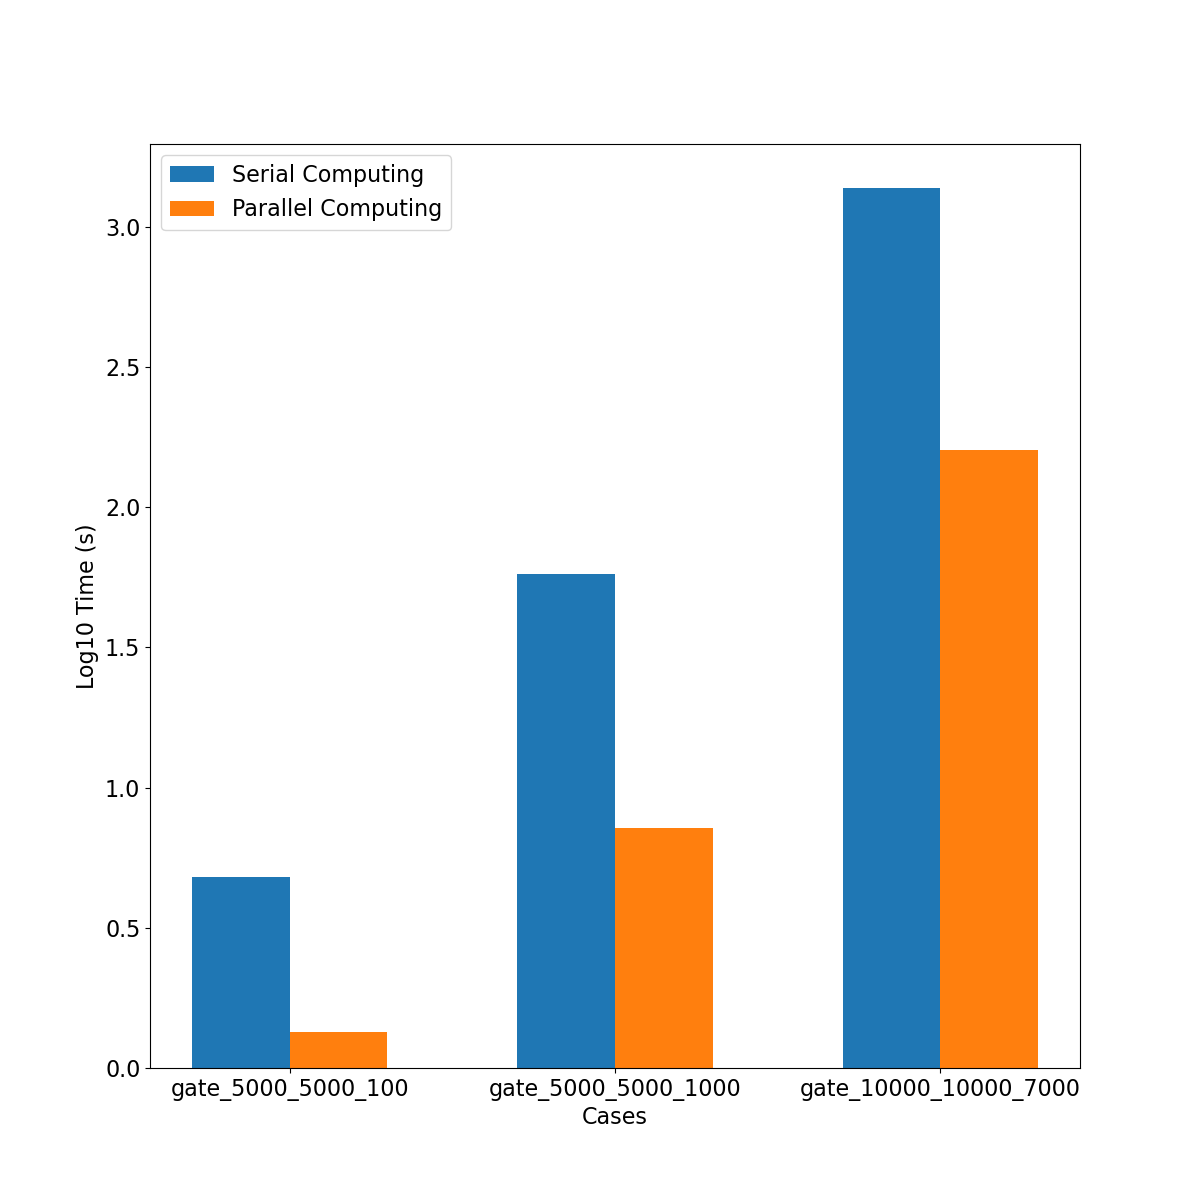 Serial Computing
Parallel Computing
3.0
2.5
2.0
1.5
1.0
0.5
0.0
Log10 Time (s)
gate_5000_5000_100 gate_5000_5000_1000 gate_10000_10000_7000
Cases